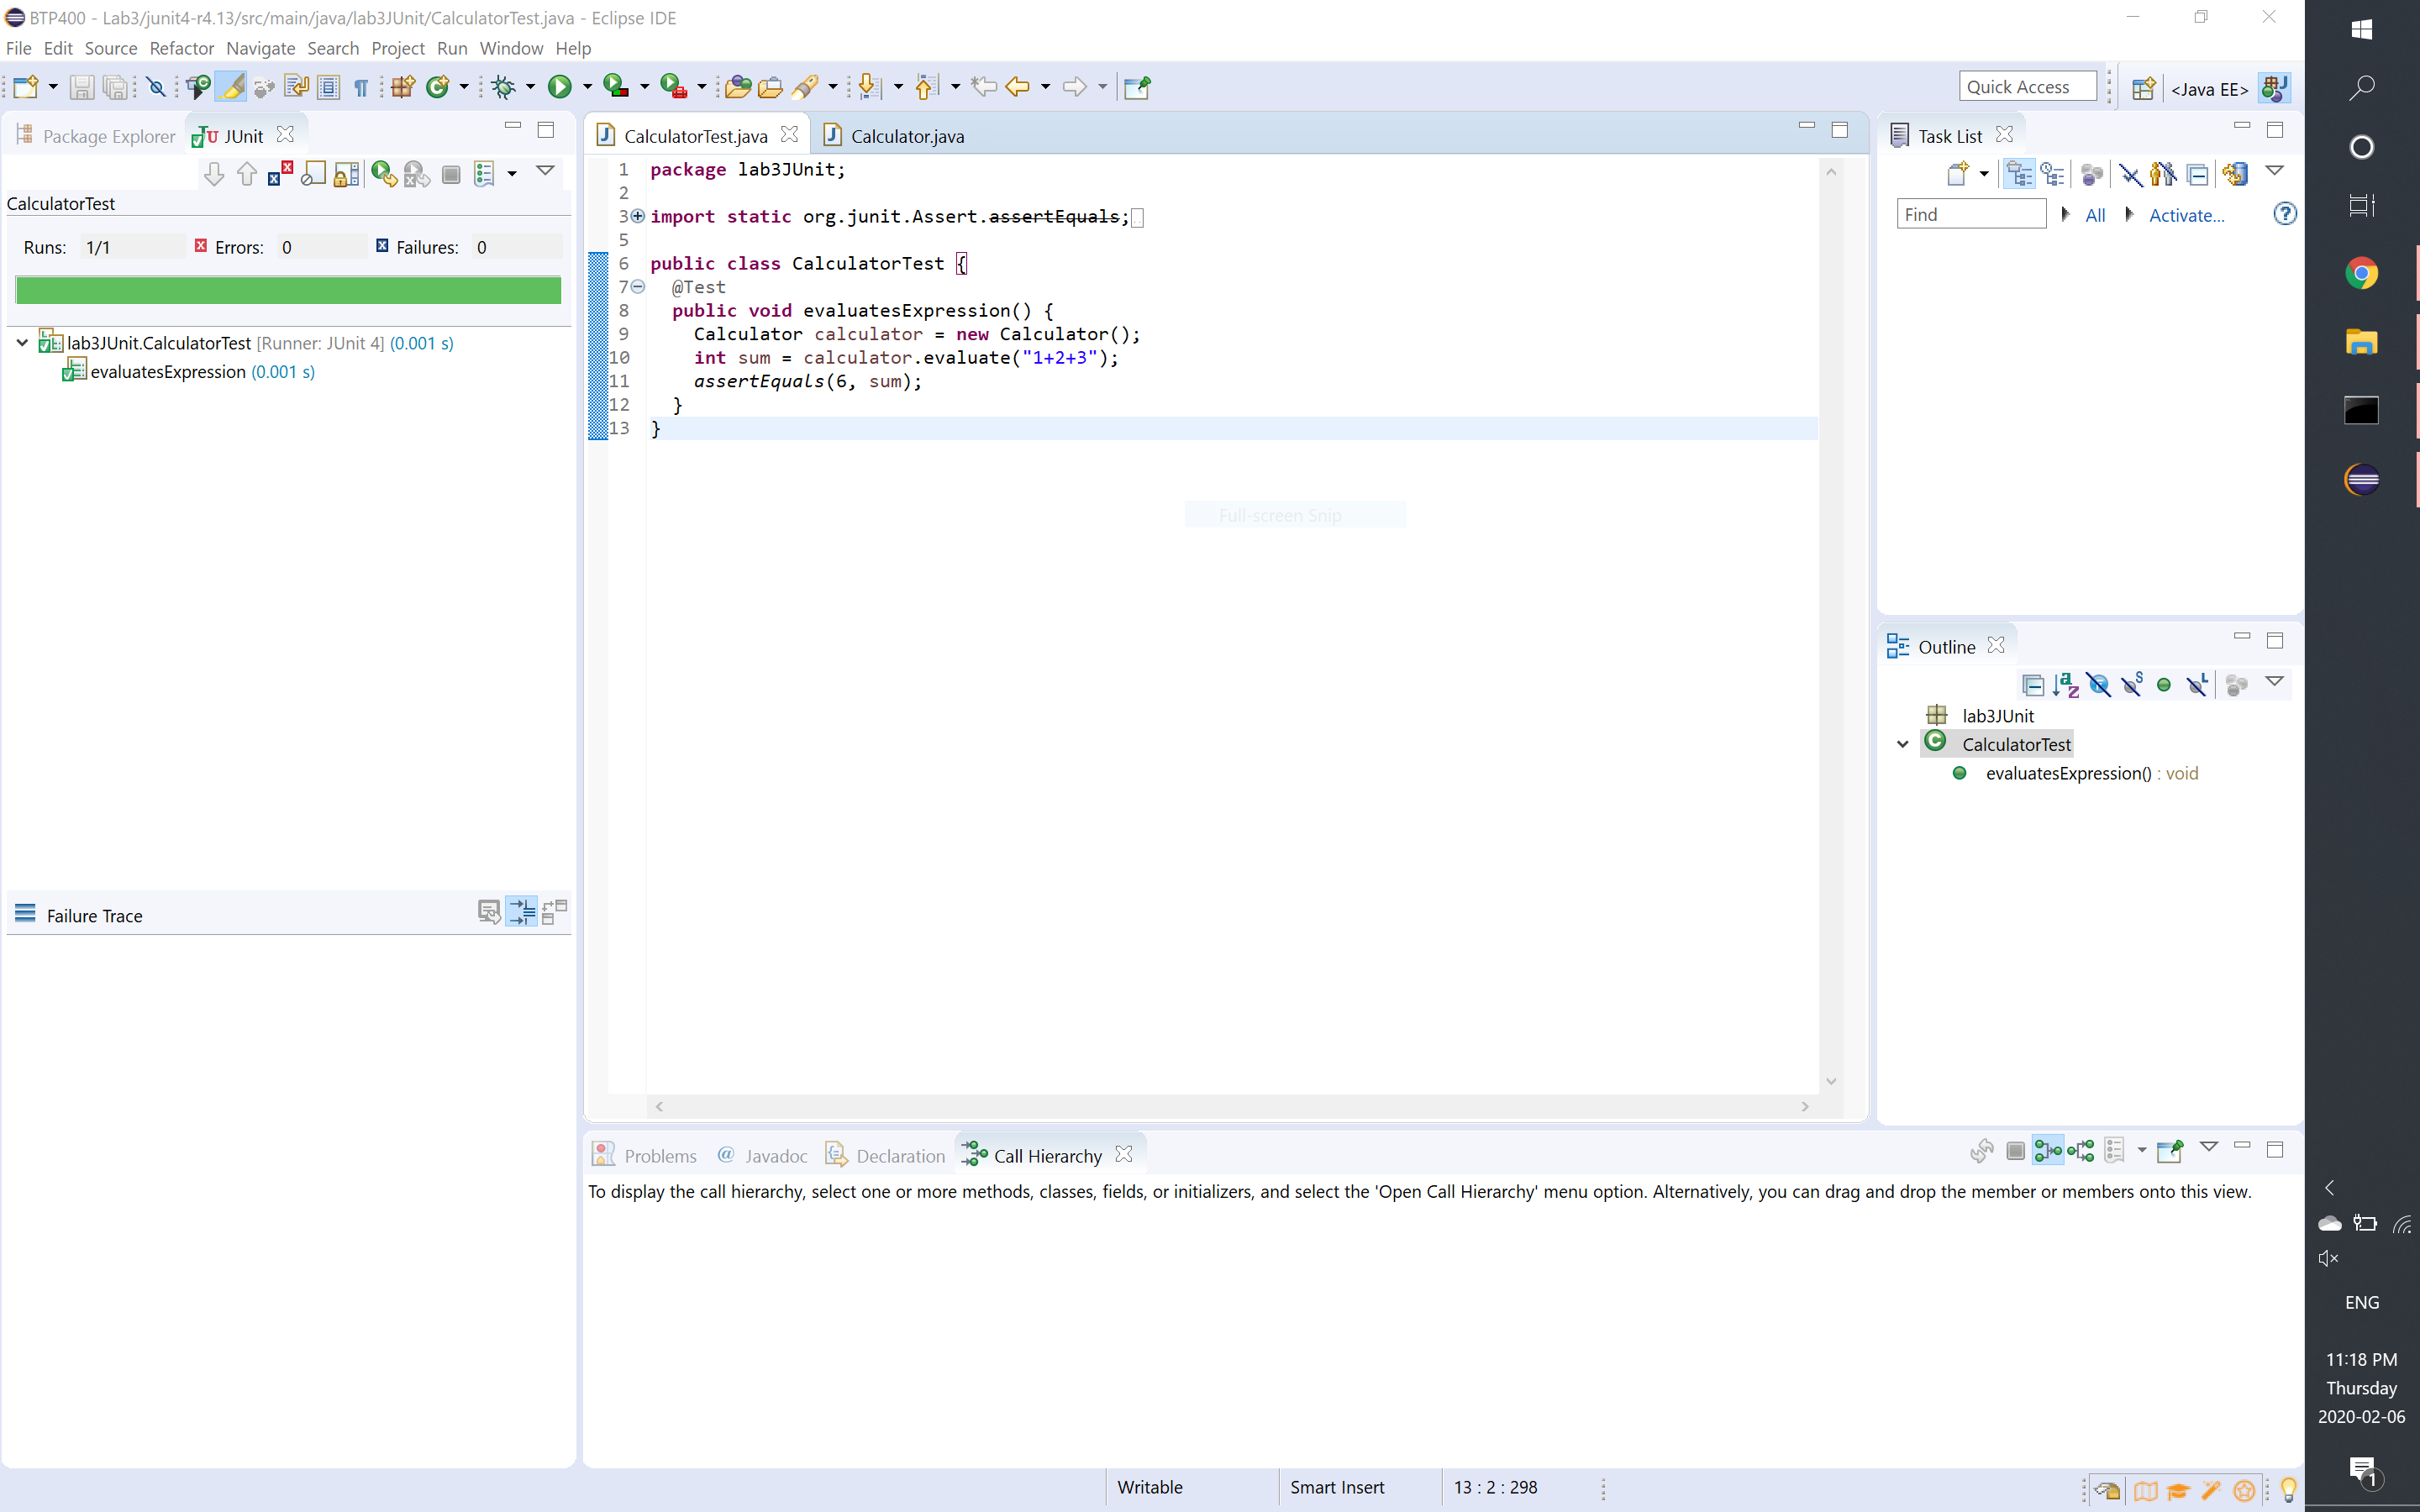 BTP400 - Lab3/junit4-r4.13/src/main/java/lab3JUnit/CalculatorTest.java - Eclipse IDE
File Edit Source Refactor Navigate Search Project Run Window Help
Quick Access
<Java EE>
Package Explorer
JUnit
CalculatorTest
Runs: 1/1 Errors: 0 Failures: 0
lab3JUnit.CalculatorTest [Runner: JUnit 4] (0.001 s)
evaluatesExpression (0.001 s)
Failure Trace
CalculatorTest.java
Calculator.java
1 package lab3JUnit;
2
3 import static org.junit.Assert.assertEquals;
5
6 public class CalculatorTest {
7 @Test
8 public void evaluatesExpression() {
9 Calculator calculator = new Calculator();
10 int sum = calculator.evaluate("1+2+3");
11 assertEquals(6, sum);
12 }
13 }
Full-screen Snip
Task List
Find All Activate...
Outline
lab3JUnit
CalculatorTest
evaluatesExpression() : void
Problems @ Javadoc Declaration Call Hierarchy
To display the call hierarchy, select one or more methods, classes, fields, or initializers, and select the 'Open Call Hierarchy' menu option. Alternatively, you can drag and drop the member or members onto this view.
Writable Smart Insert 13 : 2 : 298
ENG
11:18 PM
Thursday
2020-02-06
1